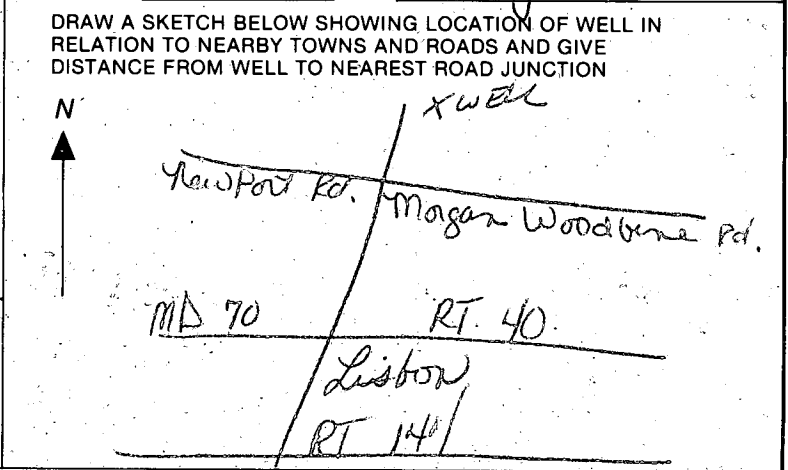 DRAW A SKETCH BELOW SHOWING LOCATION OF WELL IN
RELATION TO NEARBY TOWNS AND ROADS AND GIVE
DISTANCE FROM WELL TO NEAREST ROAD JUNCTION
N
X WELL
NewPort Rd.
Morgan Woodbine Rd.
MD 70 RT. 40.
Lisbon
RT 144